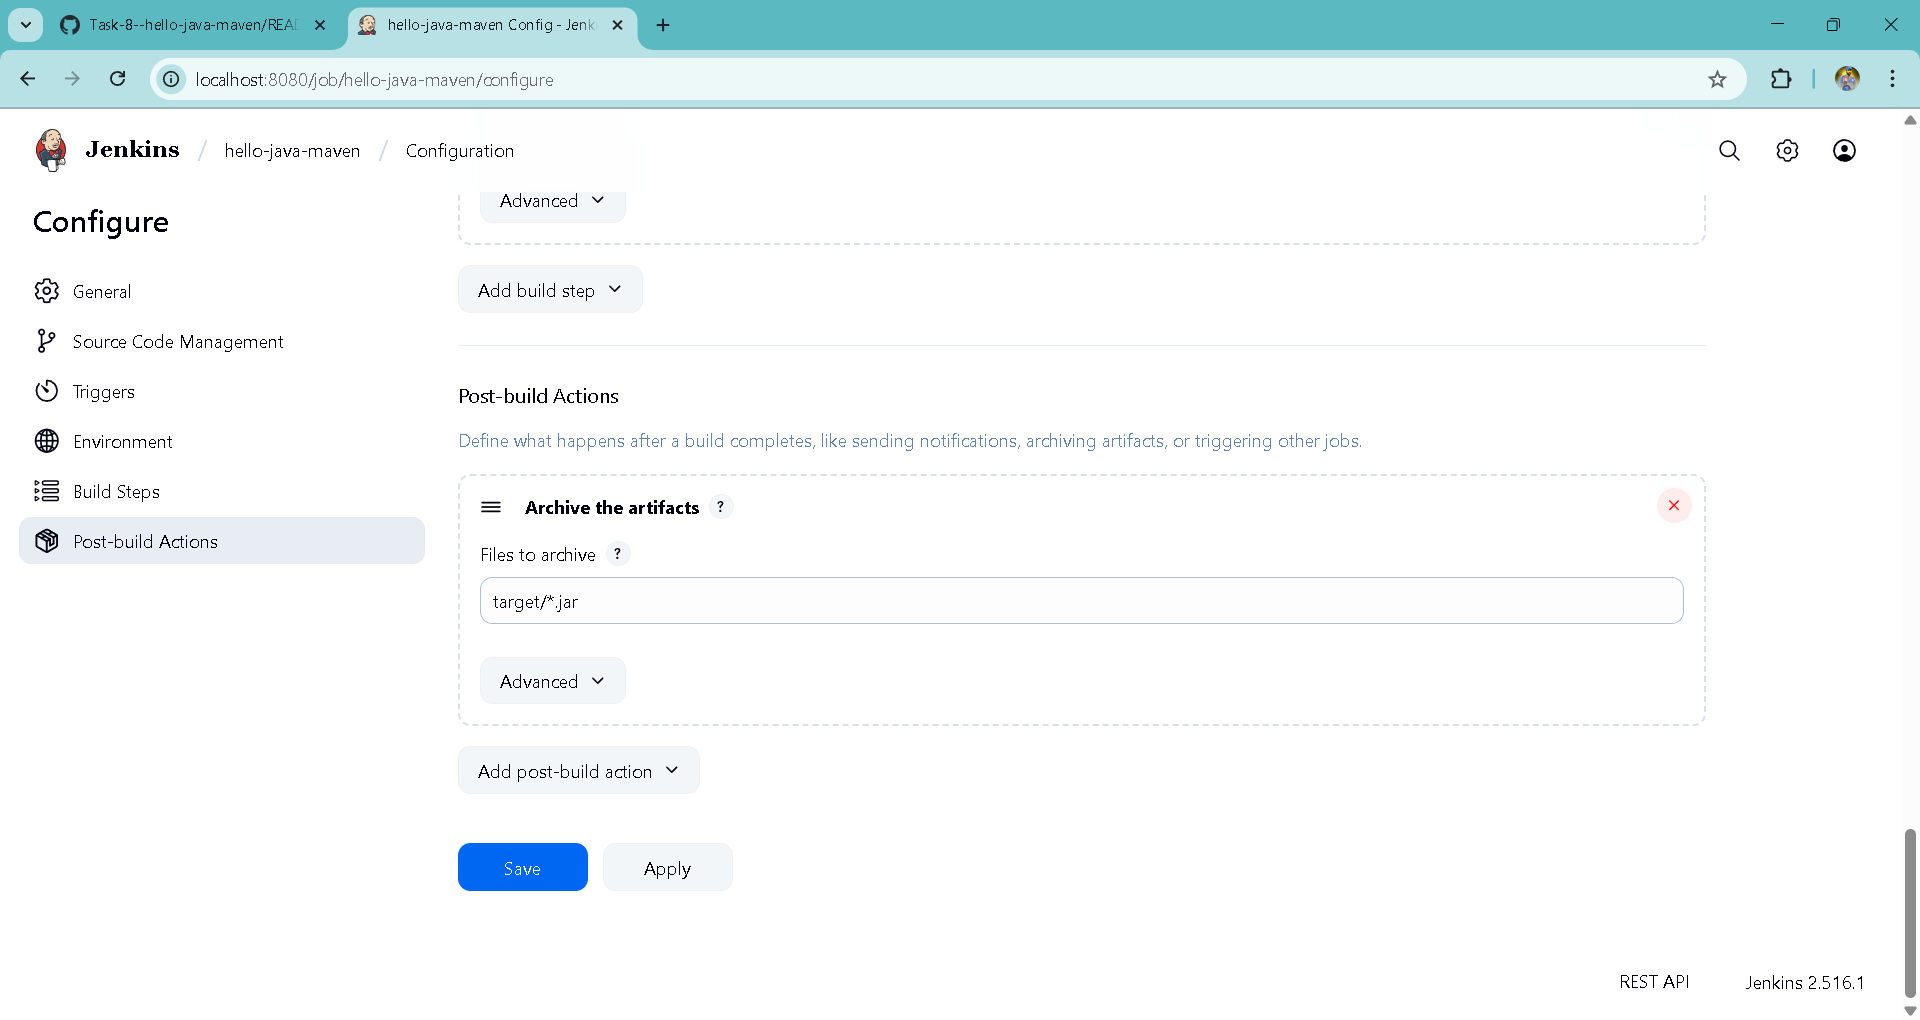 Task-8--hello-java-maven/READ
hello-java-maven Config - Jenk
localhost:8080/job/hello-java-maven/configure
Jenkins / hello-java-maven / Configuration
Configure
General
Source Code Management
Triggers
Environment
Build Steps
Post-build Actions
Advanced
Add build step
Post-build Actions
Define what happens after a build completes, like sending notifications, archiving artifacts, or triggering other jobs.
Archive the artifacts ?
Files to archive ?
target/*.jar
Advanced
Add post-build action
Save
Apply
REST API
Jenkins 2.516.1